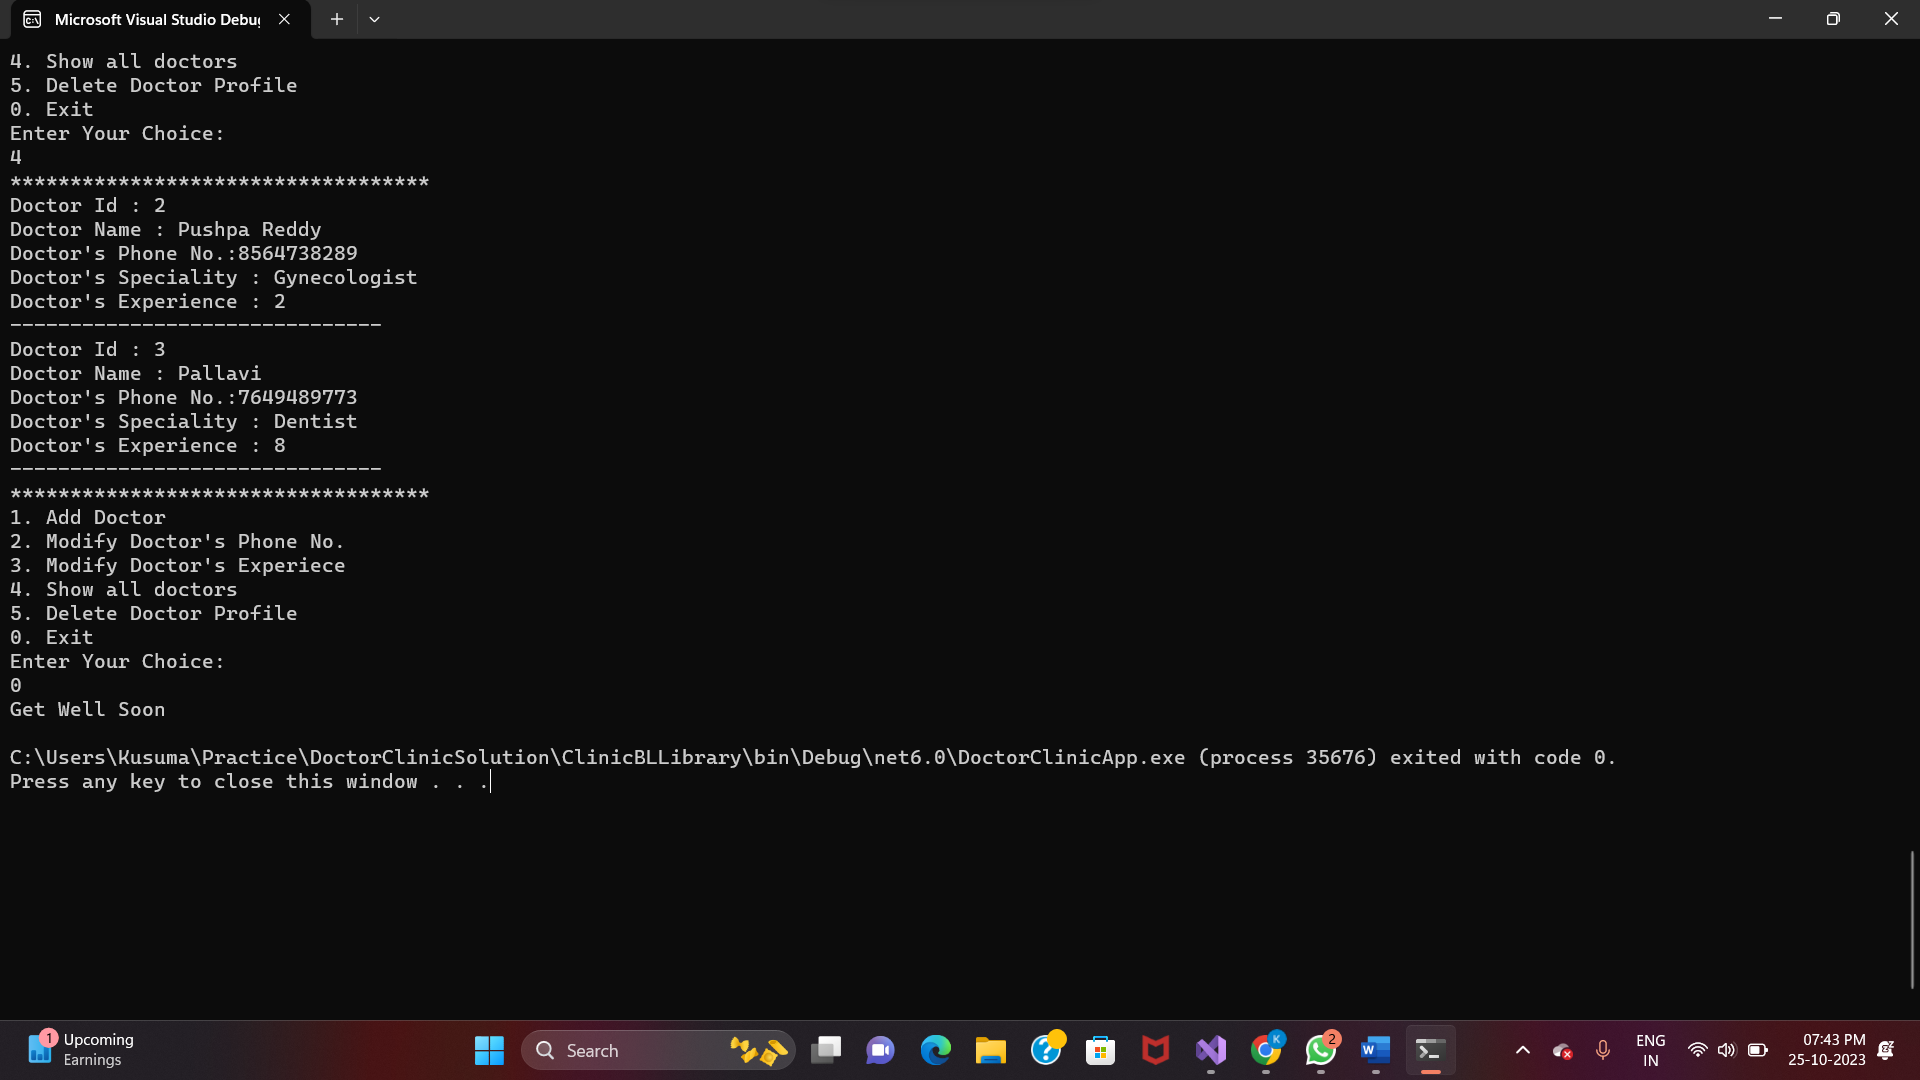 Microsoft Visual Studio Debug
4. Show all doctors
5. Delete Doctor Profile
0. Exit
Enter Your Choice:
4
***********************************
Doctor Id : 2
Doctor Name : Pushpa Reddy
Doctor's Phone No.:8564738289
Doctor's Speciality : Gynecologist
Doctor's Experience : 2
-------------------------------
Doctor Id : 3
Doctor Name : Pallavi
Doctor's Phone No.:7649489773
Doctor's Speciality : Dentist
Doctor's Experience : 8
-------------------------------
***********************************
1. Add Doctor
2. Modify Doctor's Phone No.
3. Modify Doctor's Experiece
4. Show all doctors
5. Delete Doctor Profile
0. Exit
Enter Your Choice:
0
Get Well Soon
C:\Users\Kusuma\Practice\DoctorClinicSolution\ClinicBLLibrary\bin\Debug\net6.0\DoctorClinicApp.exe (process 35676) exited with code 0.
Press any key to close this window . . .
1
Upcoming
Earnings
Search
K
2
W
ENG
IN
07:43 PM
25-10-2023